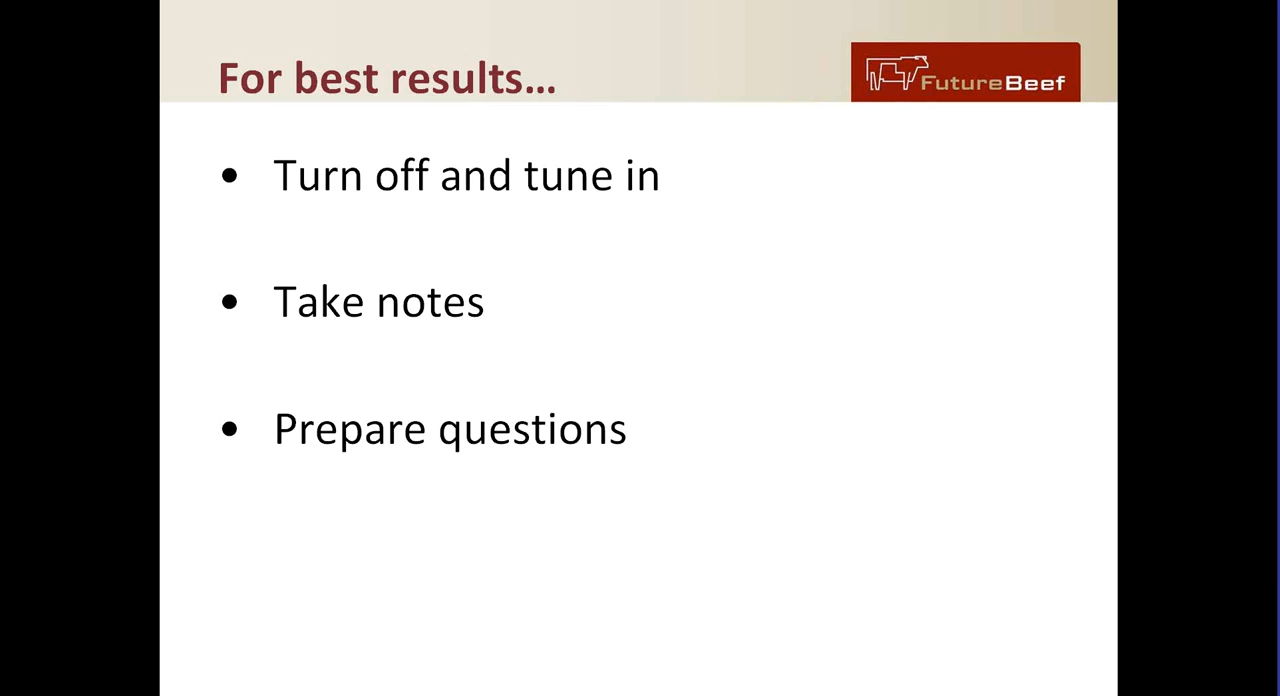 For best results...
FutureBeef
• Turn off and tune in
• Take notes
• Prepare questions